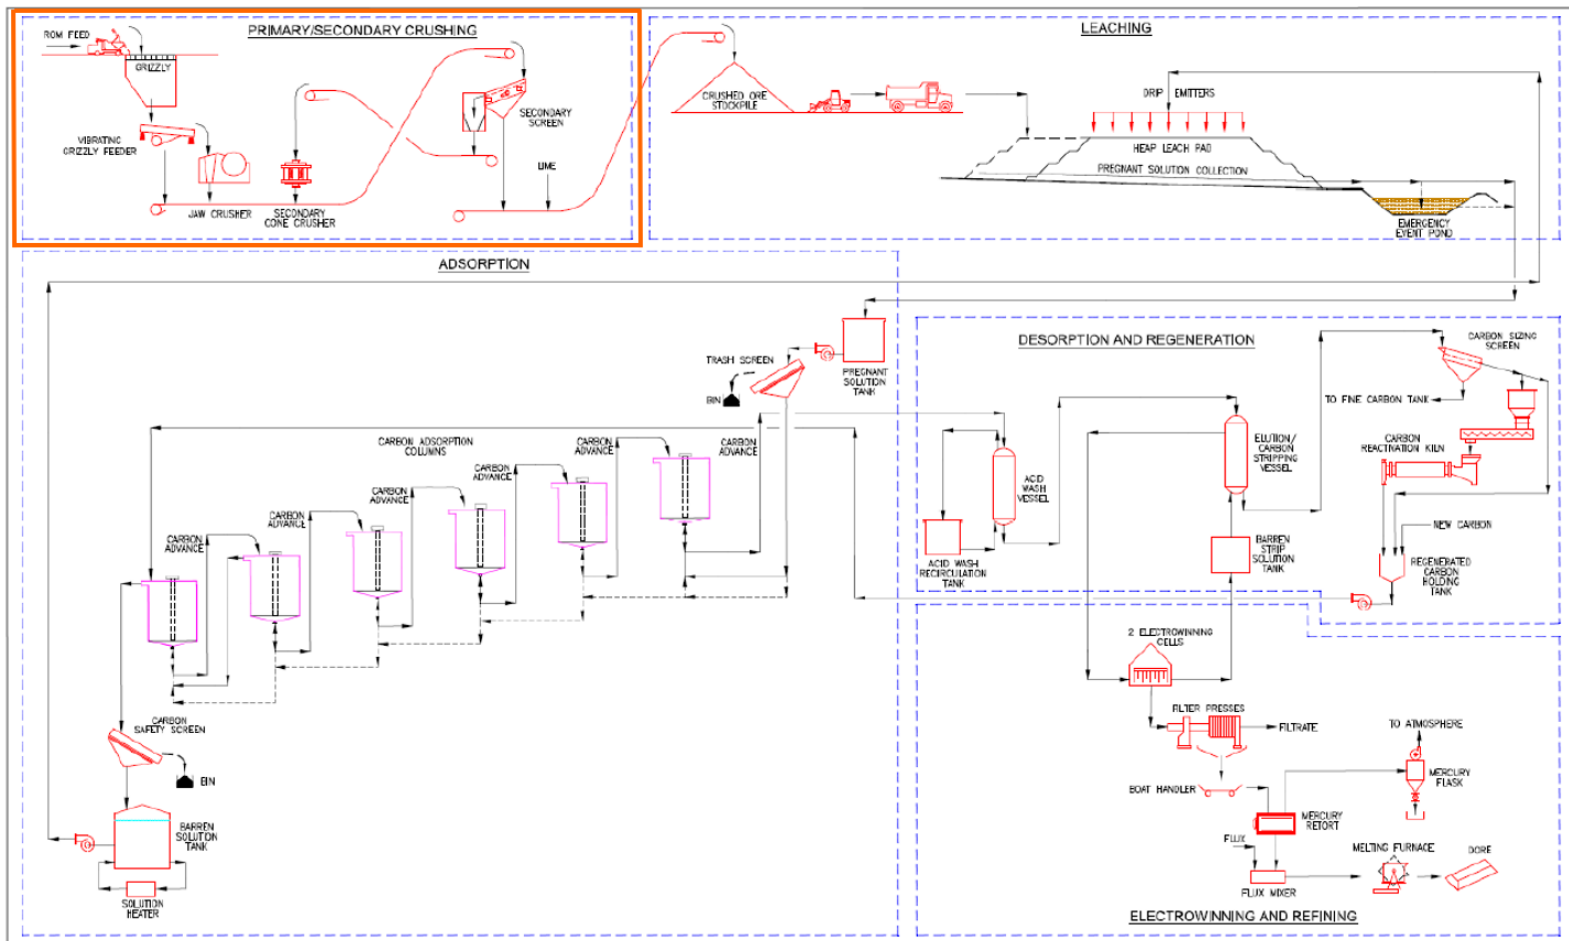 PRIMARY/SECONDARY CRUSHING
ROM FEED
GRIZZLY
VIBRATING
GRIZZLY FEEDER
JAW CRUSHER
SECONDARY
CONE CRUSHER
SECONDARY
SCREEN
LIME
LEACHING
CRUSHED ORE
STOCKPILE
DRIP EMITTERS
HEAP LEACH PAD
PREGNANT SOLUTION COLLECTION
EMERGENCY
EVENT POND
ADSORPTION
TRASH SCREEN
BIN
PREGNANT
SOLUTION
TANK
CARBON ADSORPTION
COLUMNS
CARBON
ADVANCE
CARBON
ADVANCE
CARBON
ADVANCE
CARBON
ADVANCE
CARBON
ADVANCE
CARBON
ADVANCE
CARBON
SAFETY SCREEN
BIN
BARREN
SOLUTION
TANK
SOLUTION
HEATER
DESORPTION AND REGENERATION
CARBON SIZING
SCREEN
TO FINE CARBON TANK
CARBON
REACTIVATION KILN
ELUTION/
CARBON
STRIPPING
VESSEL
ACID
WASH
VESSEL
ACID WASH
RECIRCULATION
TANK
BARREN
STRIP
SOLUTION
TANK
NEW CARBON
REGENERATED
CARBON
HOLDING
TANK
2 ELECTROWINNING
CELLS
FILTER PRESSES
FILTRATE
BOAT HANDLER
TO ATMOSPHERE
MERCURY
FLASK
MERCURY
RETORT
FLUX
FLUX MIXER
MELTING FURNACE
DORE
ELECTROWINNING AND REFINING